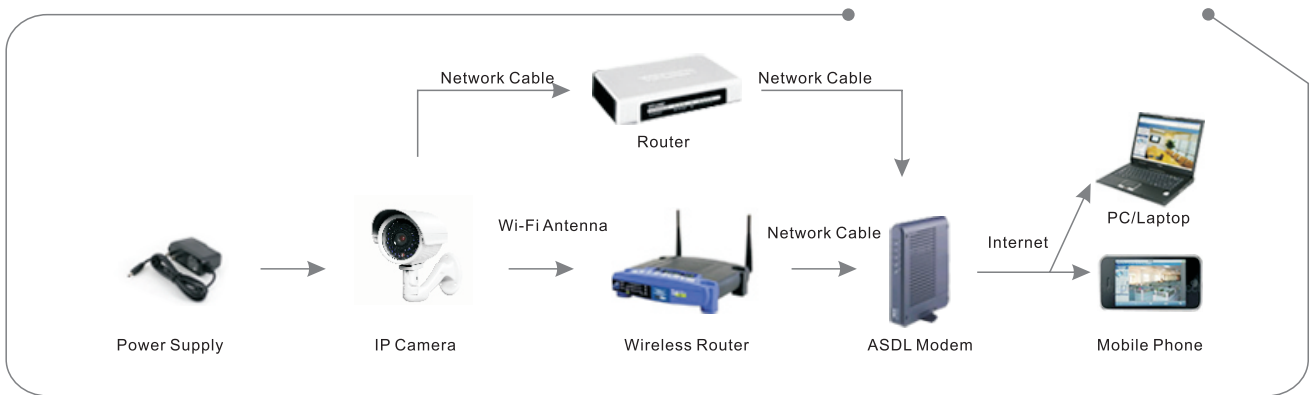 Network Cable
Network Cable
Router
Wi-Fi Antenna
Network Cable
Internet
PC/Laptop
Power Supply
IP Camera
Wireless Router
ASDL Modem
Mobile Phone